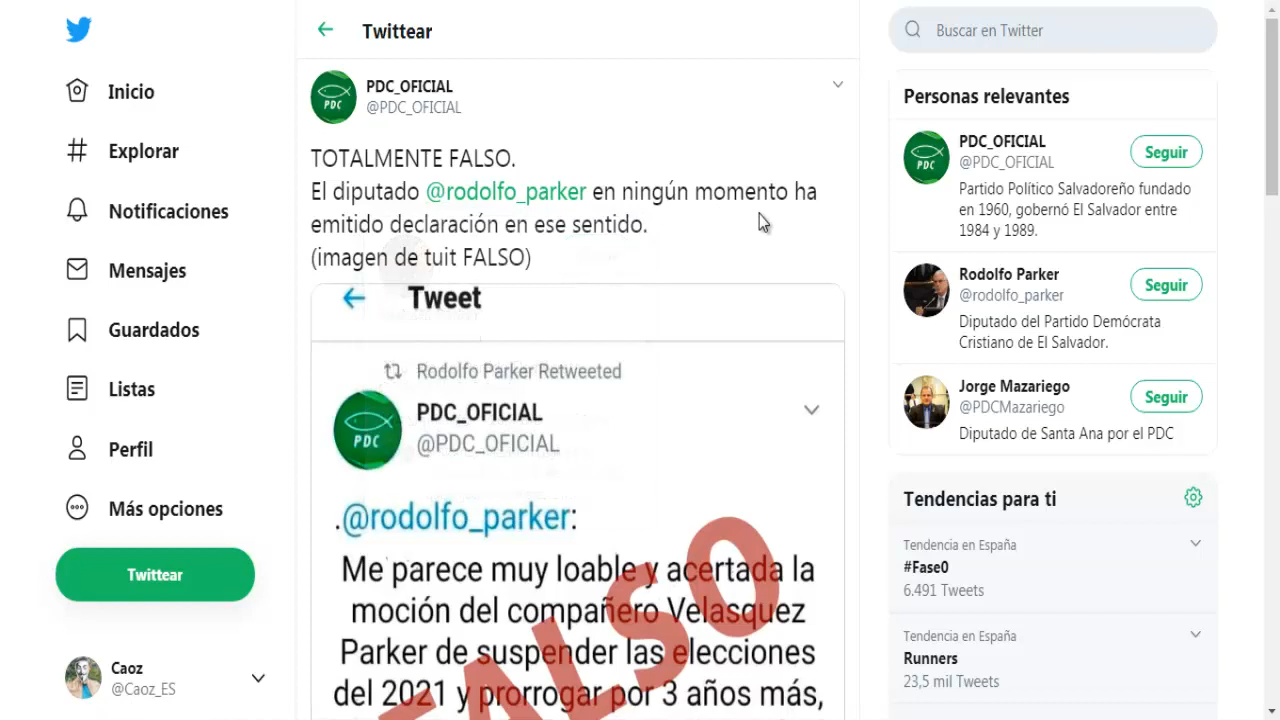 Inicio
Explorar
Notificaciones
Mensajes
Guardados
Listas
Perfil
Más opciones
Twittear
Caoz
@Caoz_ES
Twittear
PDC_OFICIAL
@PDC_OFICIAL
TOTALMENTE FALSO.
El diputado @rodolfo_parker en ningún momento ha
emitido declaración en ese sentido.
(imagen de tuit FALSO)
Tweet
Rodolfo Parker Retweeted
PDC
PDC_OFICIAL
@PDC_OFICIAL
.@rodolfo_parker:
Me parece muy loable y acertada la
moción del compañero Velasquez
Parker de suspender las elecciones
del 2021 y prorrogar por 3 años más,
FALSO
Buscar en Twitter
Personas relevantes
PDC
PDC_OFICIAL
@PDC_OFICIAL
Seguir
Partido Político Salvadoreño fundado
en 1960, gobernó El Salvador entre
1984 y 1989.
Rodolfo Parker
@rodolfo_parker
Seguir
Diputado del Partido Demócrata
Cristiano de El Salvador.
Jorge Mazariego
@PDCMazariego
Seguir
Diputado de Santa Ana por el PDC
Tendencias para ti
Tendencia en España
#Fase0
6.491 Tweets
Tendencia en España
Runners
23,5 mil Tweets